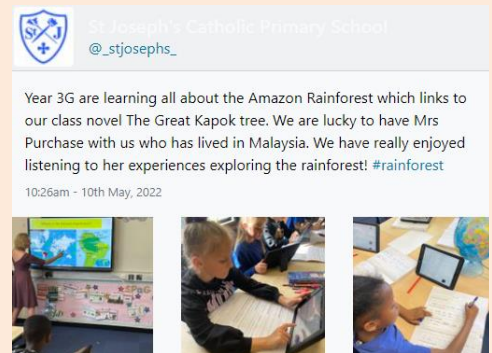 St Joseph's Catholic Primary School
St J
@_stjosephs_
Year 3G are learning all about the Amazon Rainforest which links to
our class novel The Great Kapok tree. We are lucky to have Mrs
Purchase with us who has lived in Malaysia. We have really enjoyed
listening to her experiences exploring the rainforest! #rainforest
10:26am - 10th May, 2022